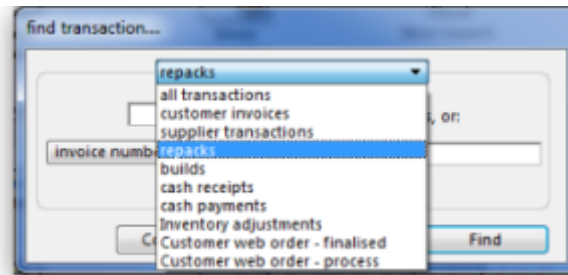 find transaction...
repacks
all transactions
customer invoices
supplier transactions
s, or:
repacks
invoice numb
builds
cash receipts
cash payments
Inventory adjustments
Customer web order - finalised
Find
Customer web order - process